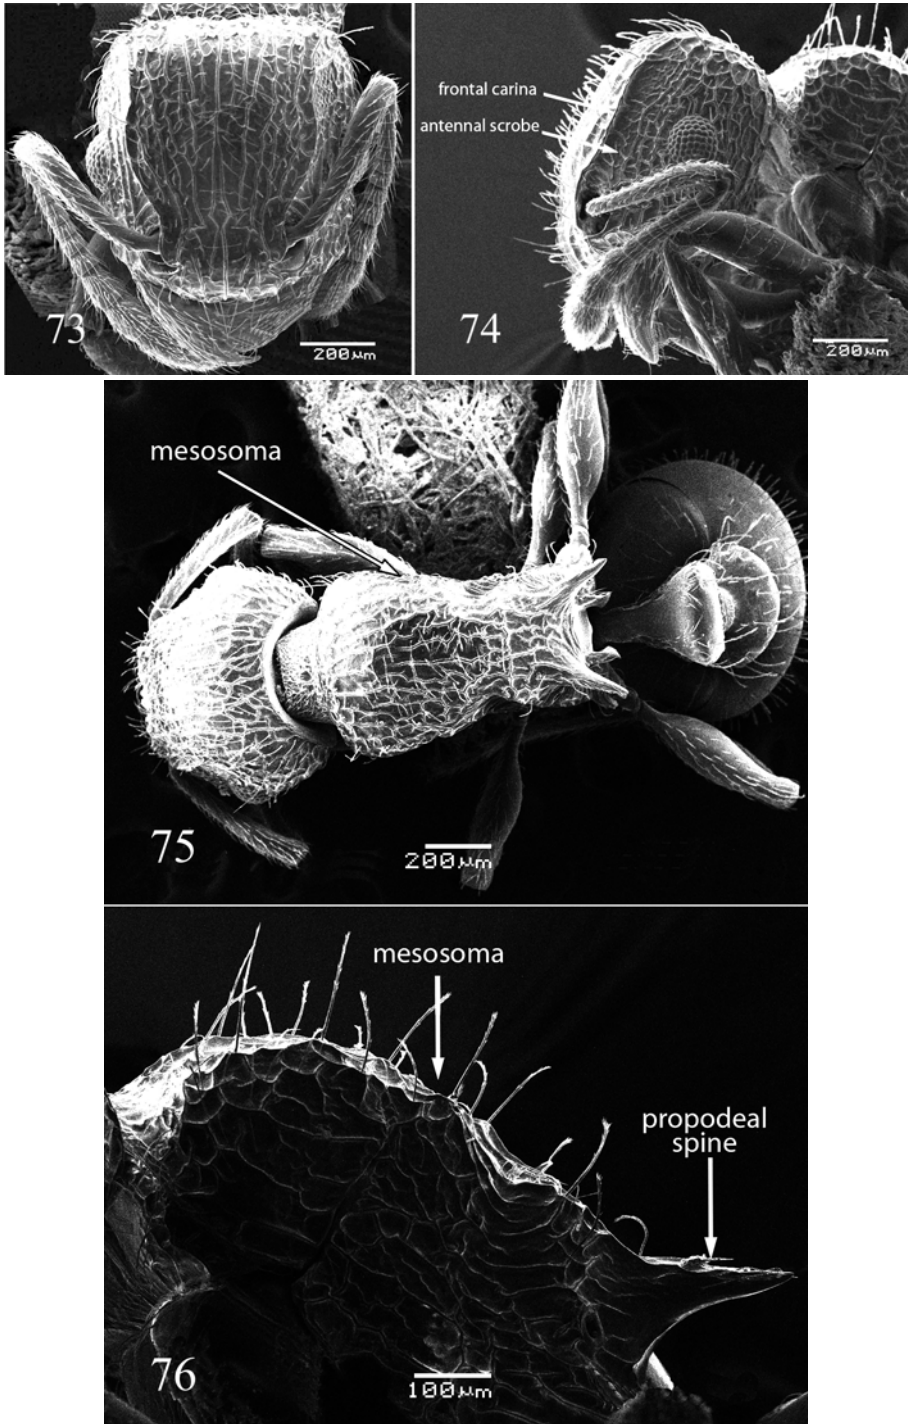 frontal carina
antennal scrobe
73
200µm
74
200µm
mesosoma
75
200µm
mesosoma
propodeal
spine
76
100µm